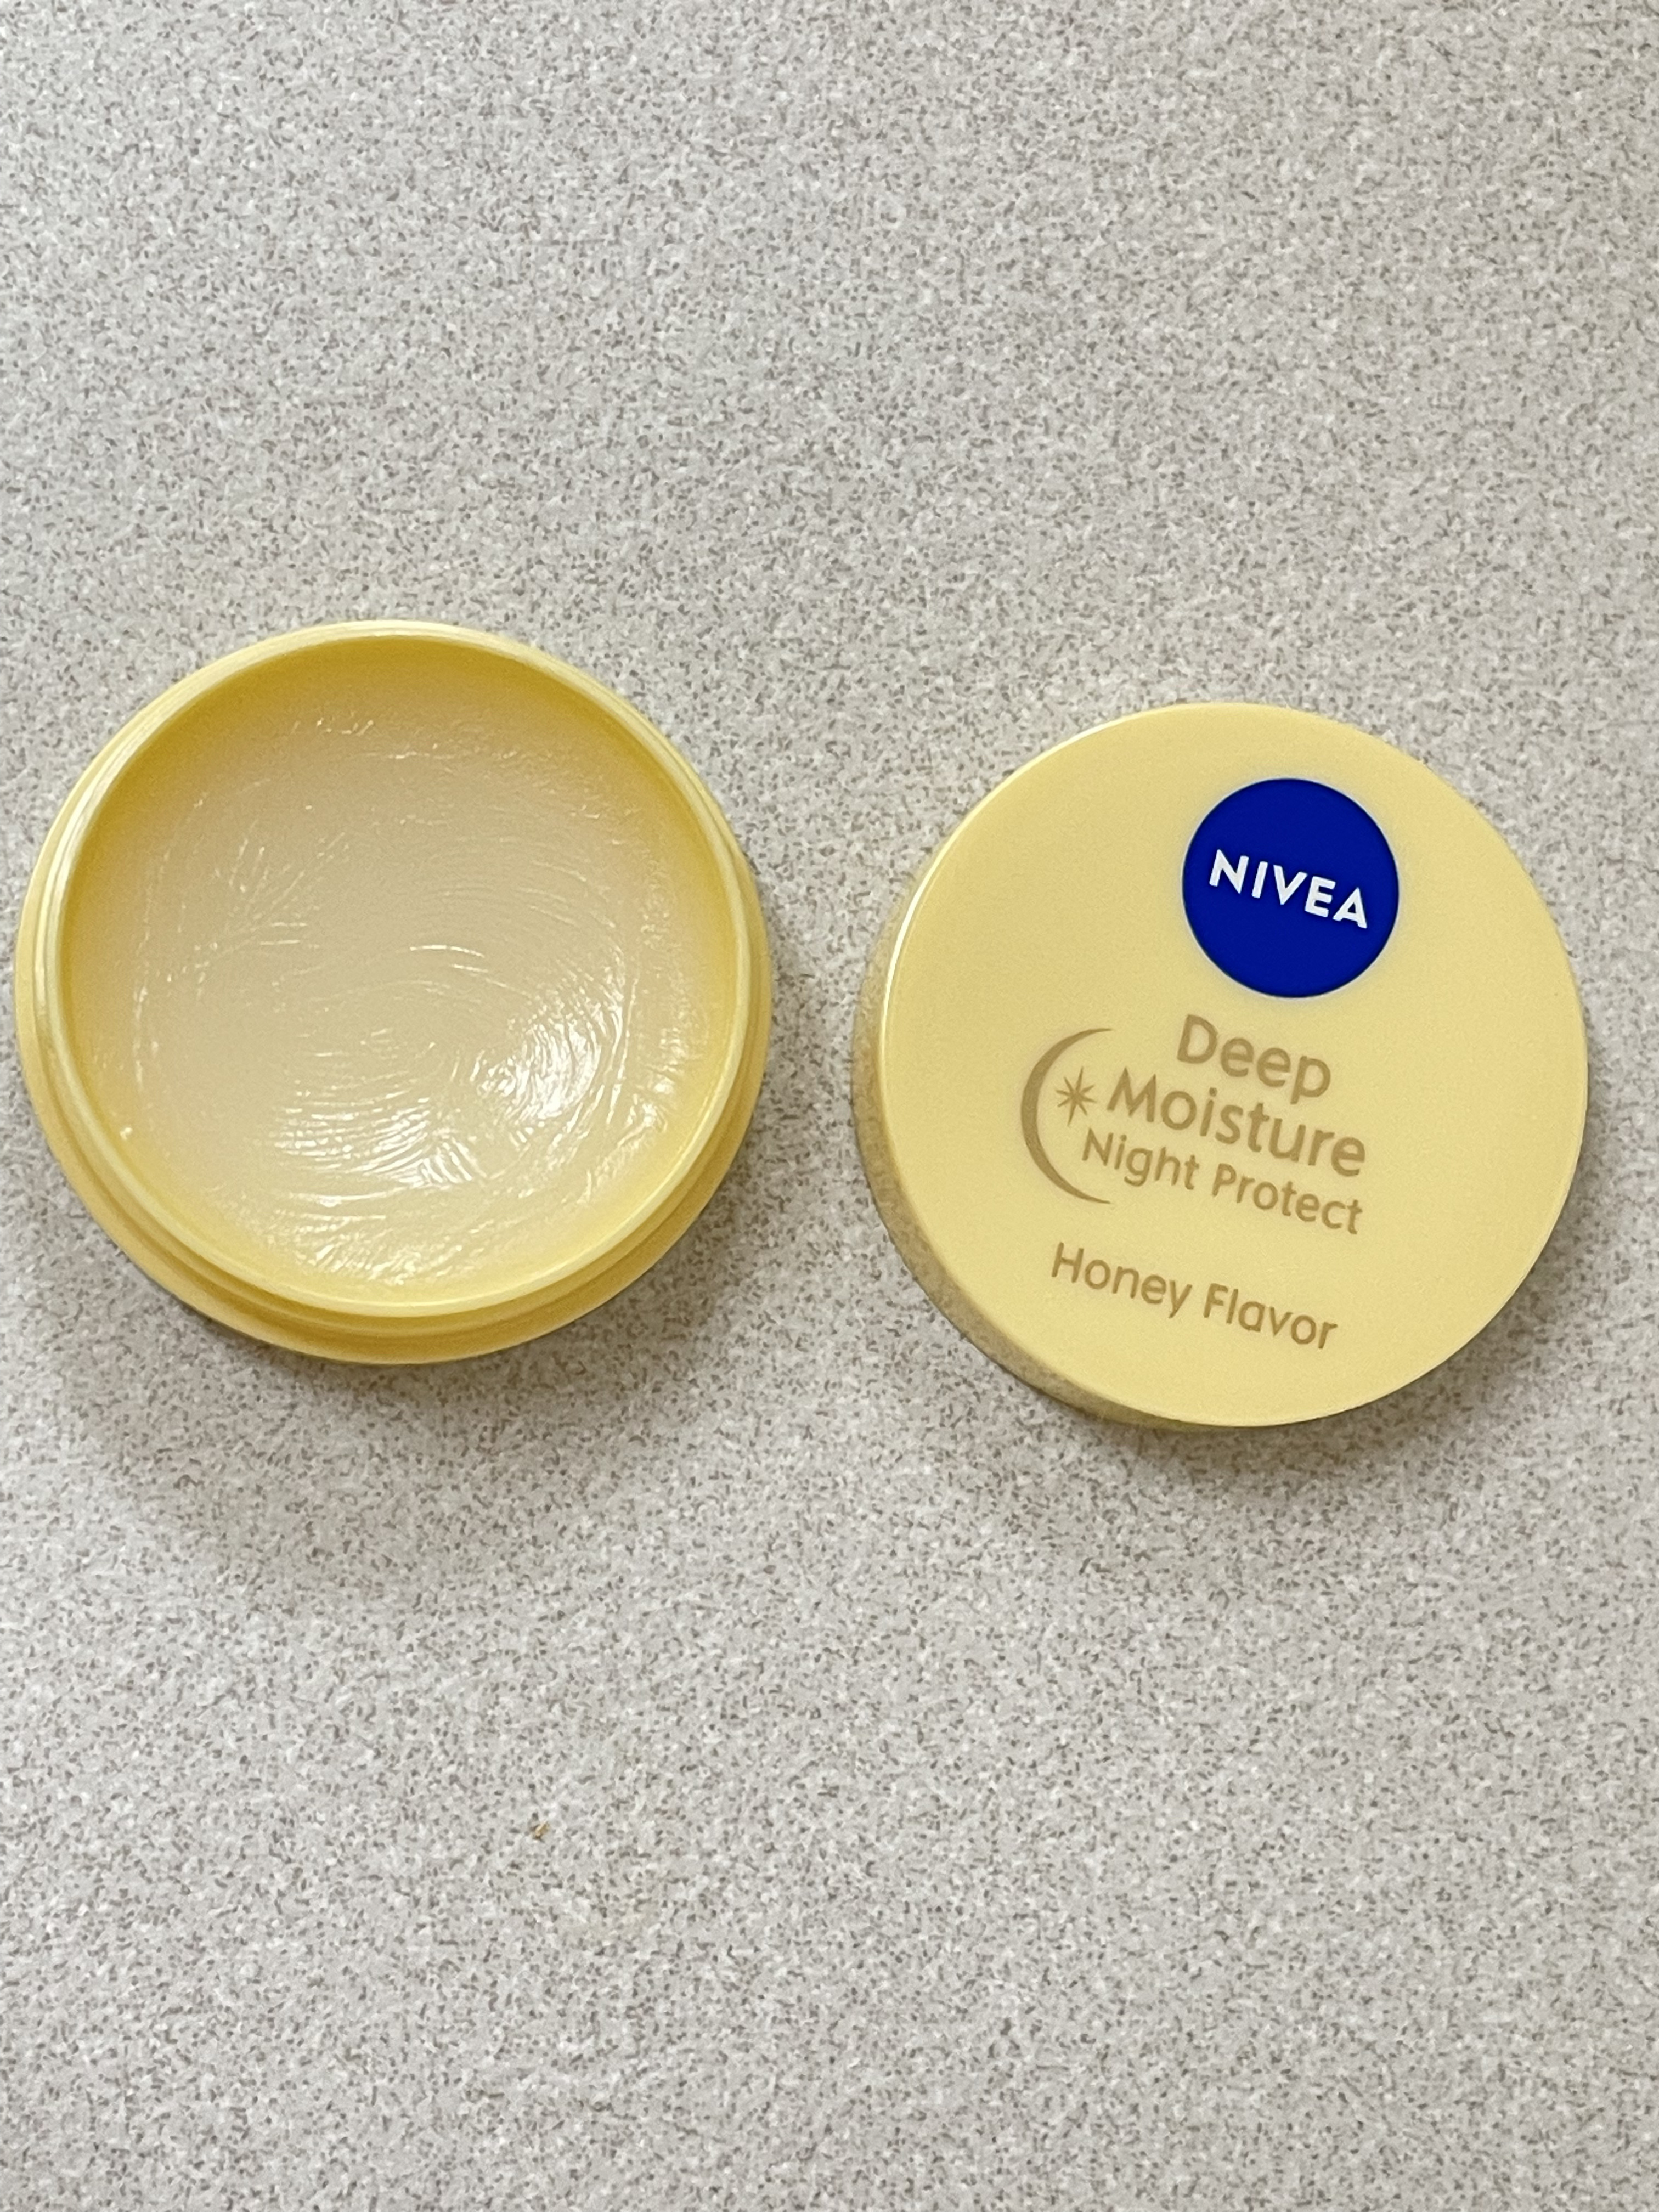 NIVEA
Deep
Moisture
Night Protect
Honey Flavor